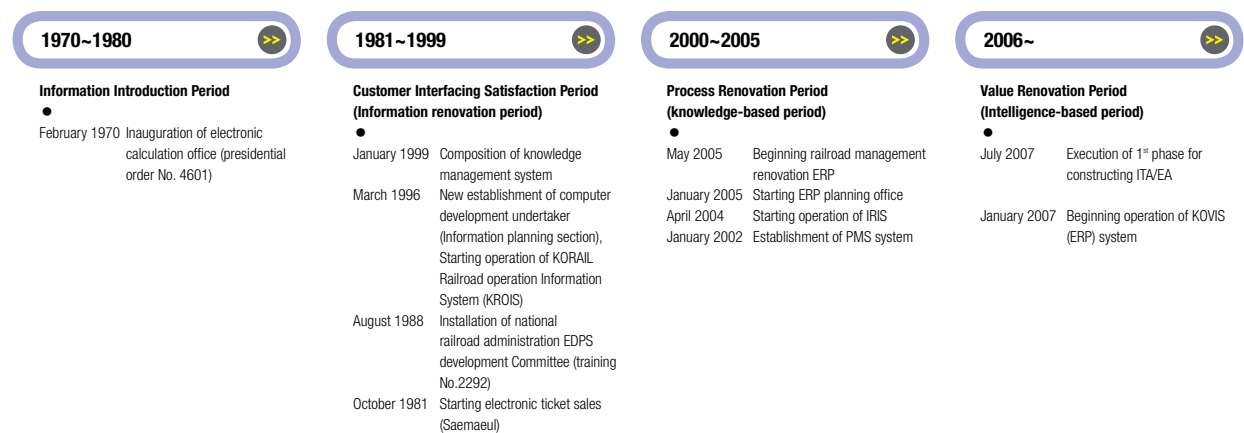 1970~1980 >>
Information Introduction Period
●
February 1970 Inauguration of electronic
calculation office (presidential
order No. 4601)
1981~1999 >>
Customer Interfacing Satisfaction Period
(Information renovation period)
●
January 1999 Composition of knowledge
management system
March 1996 New establishment of computer
development undertaker
(Information planning section),
Starting operation of KORAIL
Railroad operation Information
System (KROIS)
August 1988 Installation of national
railroad administration EDPS
development Committee (training
No.2292)
October 1981 Starting electronic ticket sales
(Saemaeul)
2000~2005 >>
Process Renovation Period
(knowledge-based period)
●
May 2005 Beginning railroad management
renovation ERP
January 2005 Starting ERP planning office
April 2004 Starting operation of IRIS
January 2002 Establishment of PMS system
2006~ >>
Value Renovation Period
(Intelligence-based period)
●
July 2007 Execution of 1st phase for
constructing ITA/EA
January 2007 Beginning operation of KOVIS
(ERP) system